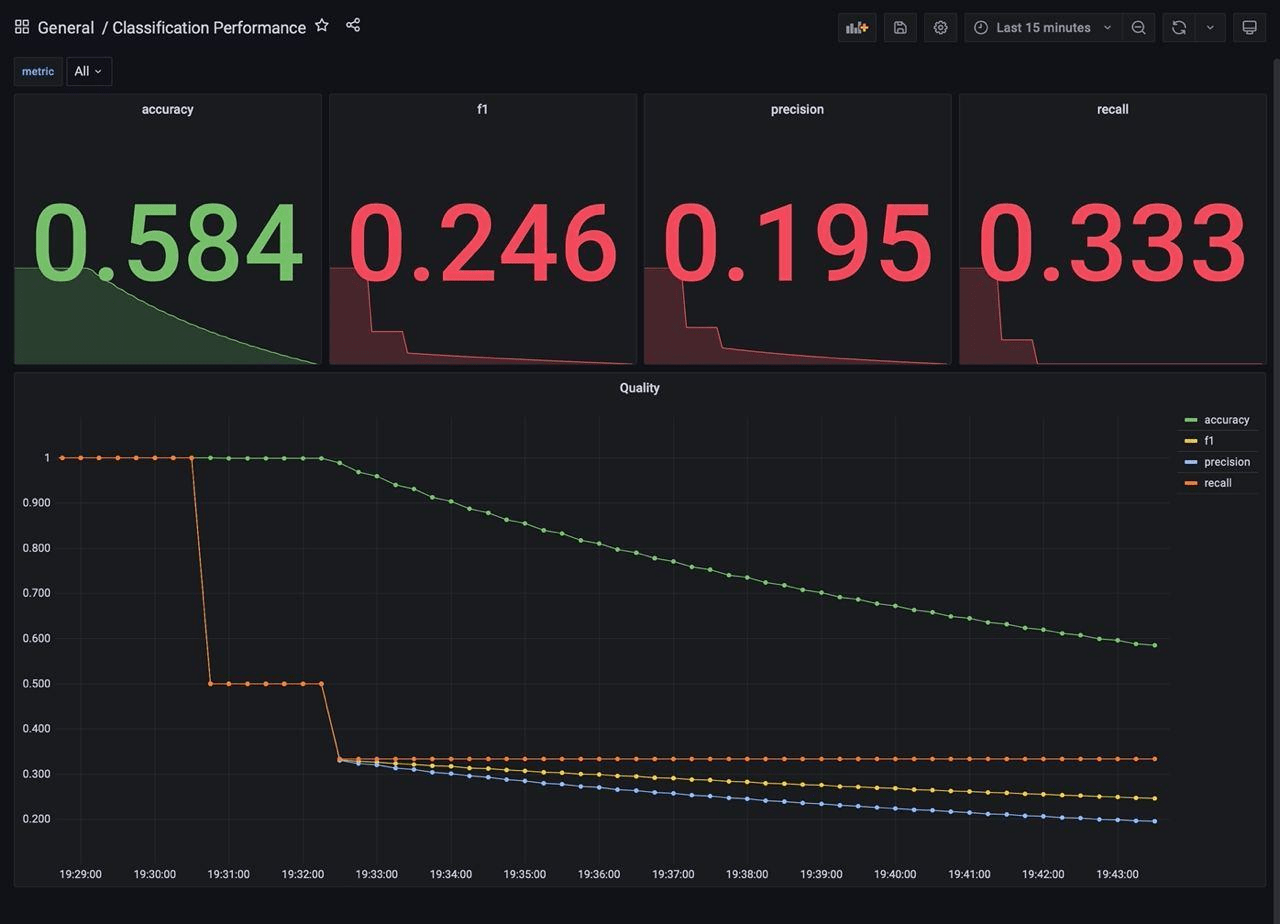 General / Classification Performance
Last 15 minutes
metric All
accuracy
0.584
f1
0.246
precision
0.195
recall
0.333
Quality
accuracy
f1
precision
recall
1
0.900
0.800
0.700
0.600
0.500
0.400
0.300
0.200
19:29:00 19:30:00 19:31:00 19:32:00 19:33:00 19:34:00 19:35:00 19:36:00 19:37:00 19:38:00 19:39:00 19:40:00 19:41:00 19:42:00 19:43:00